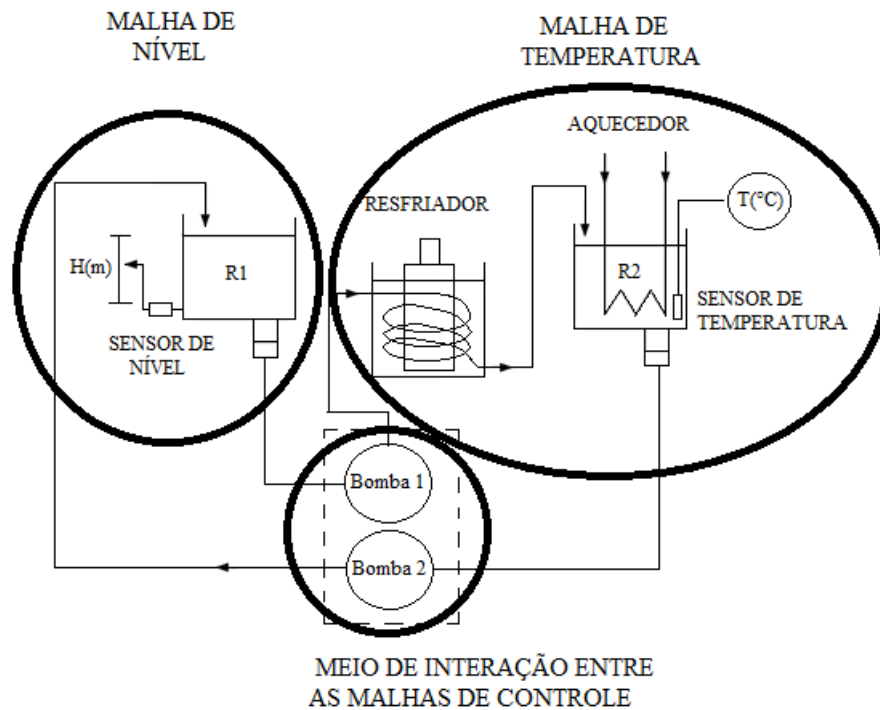 MALHA DE
NÍVEL
MALHA DE
TEMPERATURA
AQUECEDOR
T(°C)
RESFRIADOR
H(m)
R1
R2
SENSOR DE
NÍVEL
SENSOR DE
TEMPERATURA
Bomba 1
Bomba 2
MEIO DE INTERAÇÃO ENTRE
AS MALHAS DE CONTROLE